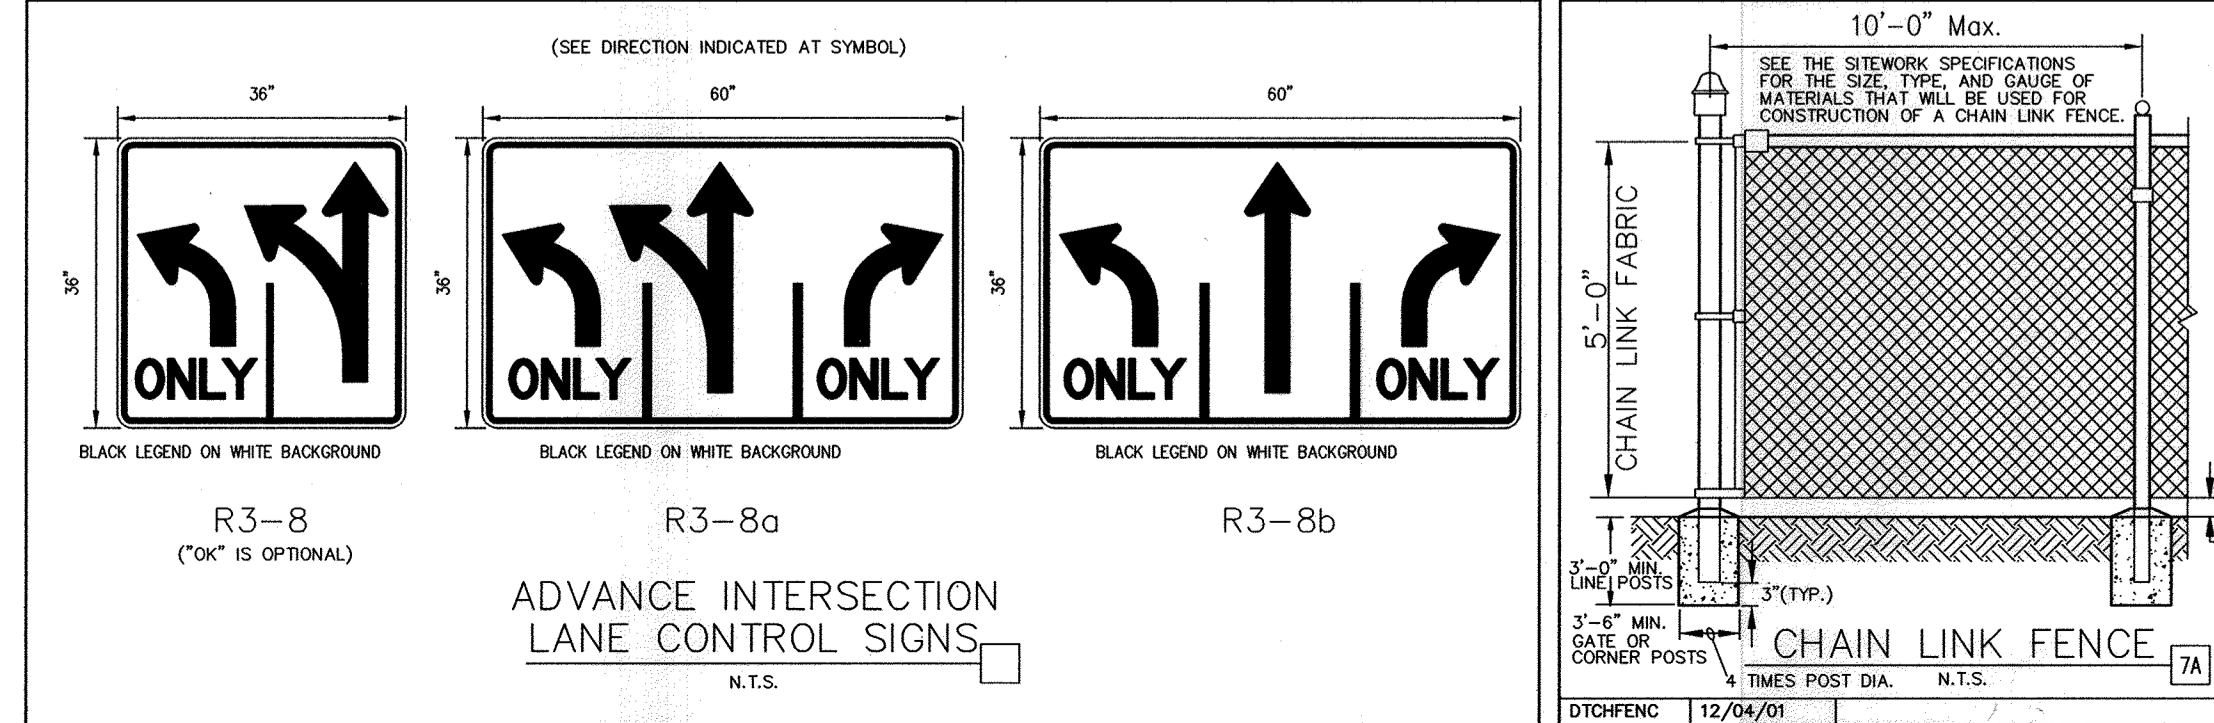 (SEE DIRECTION INDICATED AT SYMBOL)
36"
36"
ONLY
BLACK LEGEND ON WHITE BACKGROUND
R3-8
("OK" IS OPTIONAL)
60"
36"
ONLY
ONLY
BLACK LEGEND ON WHITE BACKGROUND
R3-8a
60"
36"
ONLY
ONLY
BLACK LEGEND ON WHITE BACKGROUND
R3-8b
ADVANCE INTERSECTION
LANE CONTROL SIGNS
N.T.S.
10'-0" Max.
SEE THE SITEWORK SPECIFICATIONS
FOR THE SIZE, TYPE, AND GAUGE OF
MATERIALS THAT WILL BE USED FOR
CONSTRUCTION OF A CHAIN LINK FENCE.
5'-0"
CHAIN LINK FABRIC
3'-0" MIN.
LINE POSTS
3"(TYP.)
3'-6" MIN.
GATE OR
CORNER POSTS
4 TIMES POST DIA.
CHAIN LINK FENCE
7A
N.T.S.
DTCHFENC
12/04/01